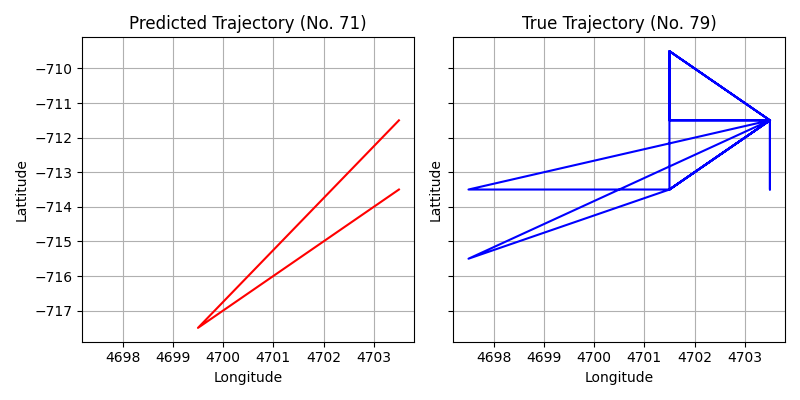 Predicted Trajectory (No. 71)
True Trajectory (No. 79)
−710
−711
−712
−713
−714
−715
−716
−717
Lattitude
Lattitude
4698 4699 4700 4701 4702 4703
4698 4699 4700 4701 4702 4703
Longitude
Longitude